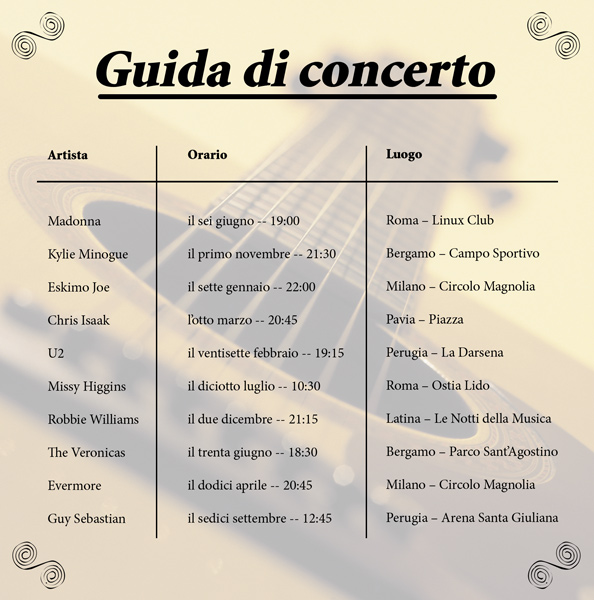 Guida di concerto
Artista Orario Luogo
Madonna il sei giugno -- 19:00 Roma – Linux Club
Kylie Minogue il primo novembre -- 21:30 Bergamo – Campo Sportivo
Eskimo Joe il sette gennaio -- 22:00 Milano – Circolo Magnolia
Chris Isaak l'otto marzo -- 20:45 Pavia – Piazza
U2 il ventisette febbraio -- 19:15 Perugia – La Darsena
Missy Higgins il diciotto luglio -- 10:30 Roma – Ostia Lido
Robbie Williams il due dicembre -- 21:15 Latina – Le Notti della Musica
The Veronicas il trenta giugno -- 18:30 Bergamo – Parco Sant'Agostino
Evermore il dodici aprile -- 20:45 Milano – Circolo Magnolia
Guy Sebastian il sedici settembre -- 12:45 Perugia – Arena Santa Giuliana